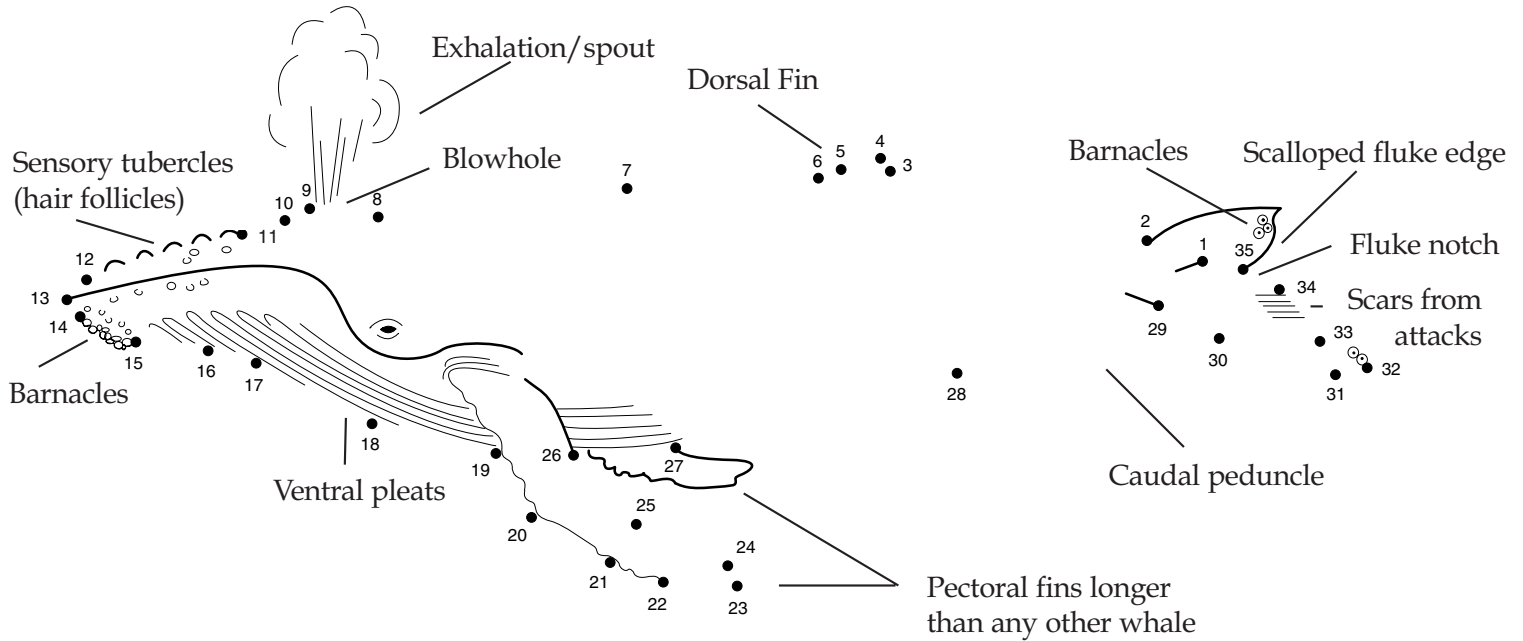 Exhalation/spout
Dorsal Fin
Blowhole
Sensory tubercles
(hair follicles)
Barnacles
Scalloped fluke edge
Fluke notch
Scars from
attacks
Barnacles
Ventral pleats
Caudal peduncle
Pectoral fins longer
than any other whale
1
2
3
4
5
6
7
8
9
10
11
12
13
14
15
16
17
18
19
20
21
22
23
24
25
26
27
28
29
30
31
32
33
34
35